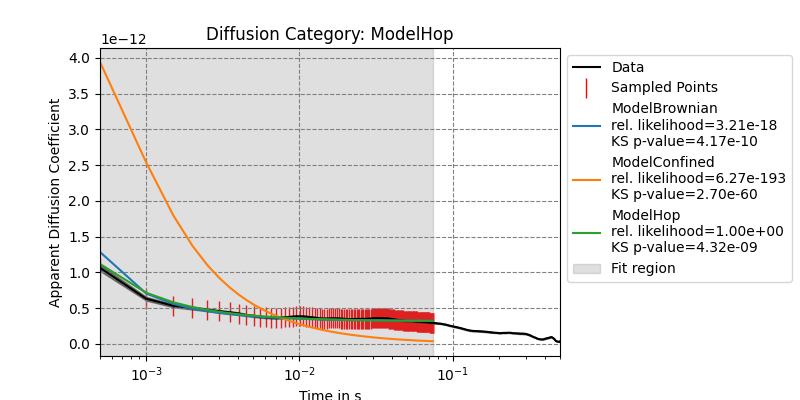 Diffusion Category: ModelHop
1e−12
4.0
3.5
3.0
2.5
2.0
1.5
1.0
0.5
0.0
Apparent Diffusion Coefficient
10⁻³
10⁻²
10⁻¹
Time in s
Data
Sampled Points
ModelBrownian
rel. likelihood=3.21e-18
KS p-value=4.17e-10
ModelConfined
rel. likelihood=6.27e-193
KS p-value=2.70e-60
ModelHop
rel. likelihood=1.00e+00
KS p-value=4.32e-09
Fit region